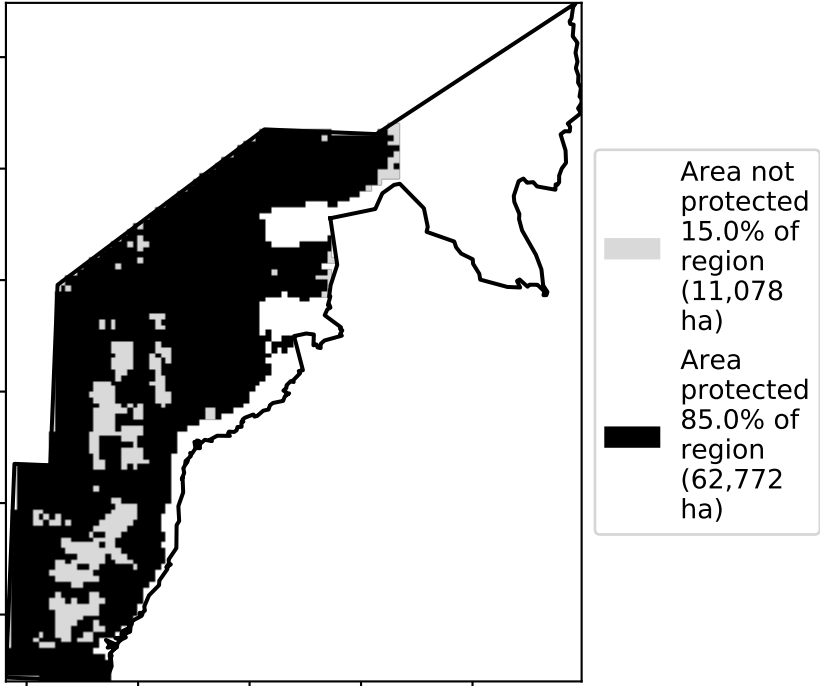 Area not
protected
15.0% of
region
(11,078
ha)
Area
protected
85.0% of
region
(62,772
ha)